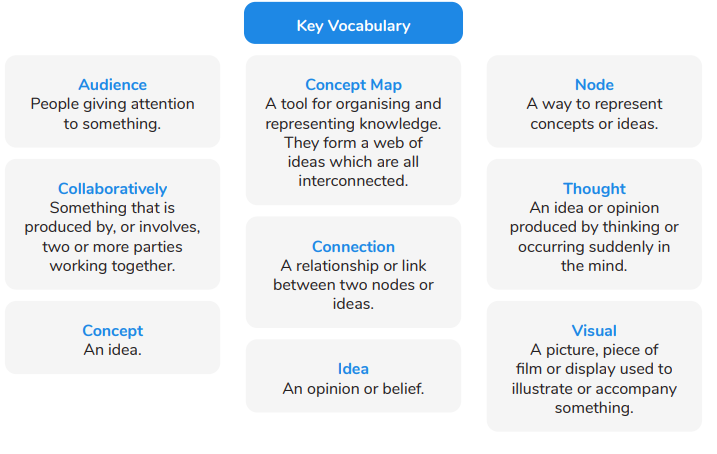 Key Vocabulary
Audience
People giving attention
to something.
Collaboratively
Something that is
produced by, or involves,
two or more parties
working together.
Concept
An idea.
Concept Map
A tool for organising and
representing knowledge.
They form a web of
ideas which are all
interconnected.
Connection
A relationship or link
between two nodes or
ideas.
Idea
An opinion or belief.
Node
A way to represent
concepts or ideas.
Thought
An idea or opinion
produced by thinking or
occurring suddenly in
the mind.
Visual
A picture, piece of
film or display used to
illustrate or accompany
something.